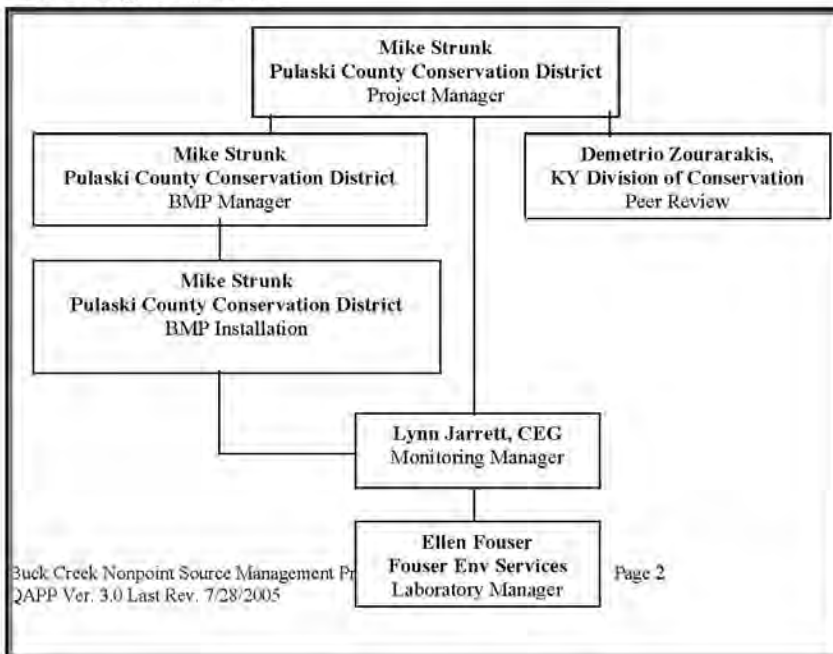 Mike Strunk
Pulaski County Conservation District
Project Manager
Mike Strunk
Pulaski County Conservation District
BMP Manager
Demetrio Zourarakis,
KY Division of Conservation
Peer Review
Mike Strunk
Pulaski County Conservation District
BMP Installation
Lynn Jarrett, CEG
Monitoring Manager
Ellen Fouser
Fouser Env Services
Laboratory Manager
Buck Creek Nonpoint Source Management Pr
QAPP Ver. 3.0 Last Rev. 7/28/2005
Page 2